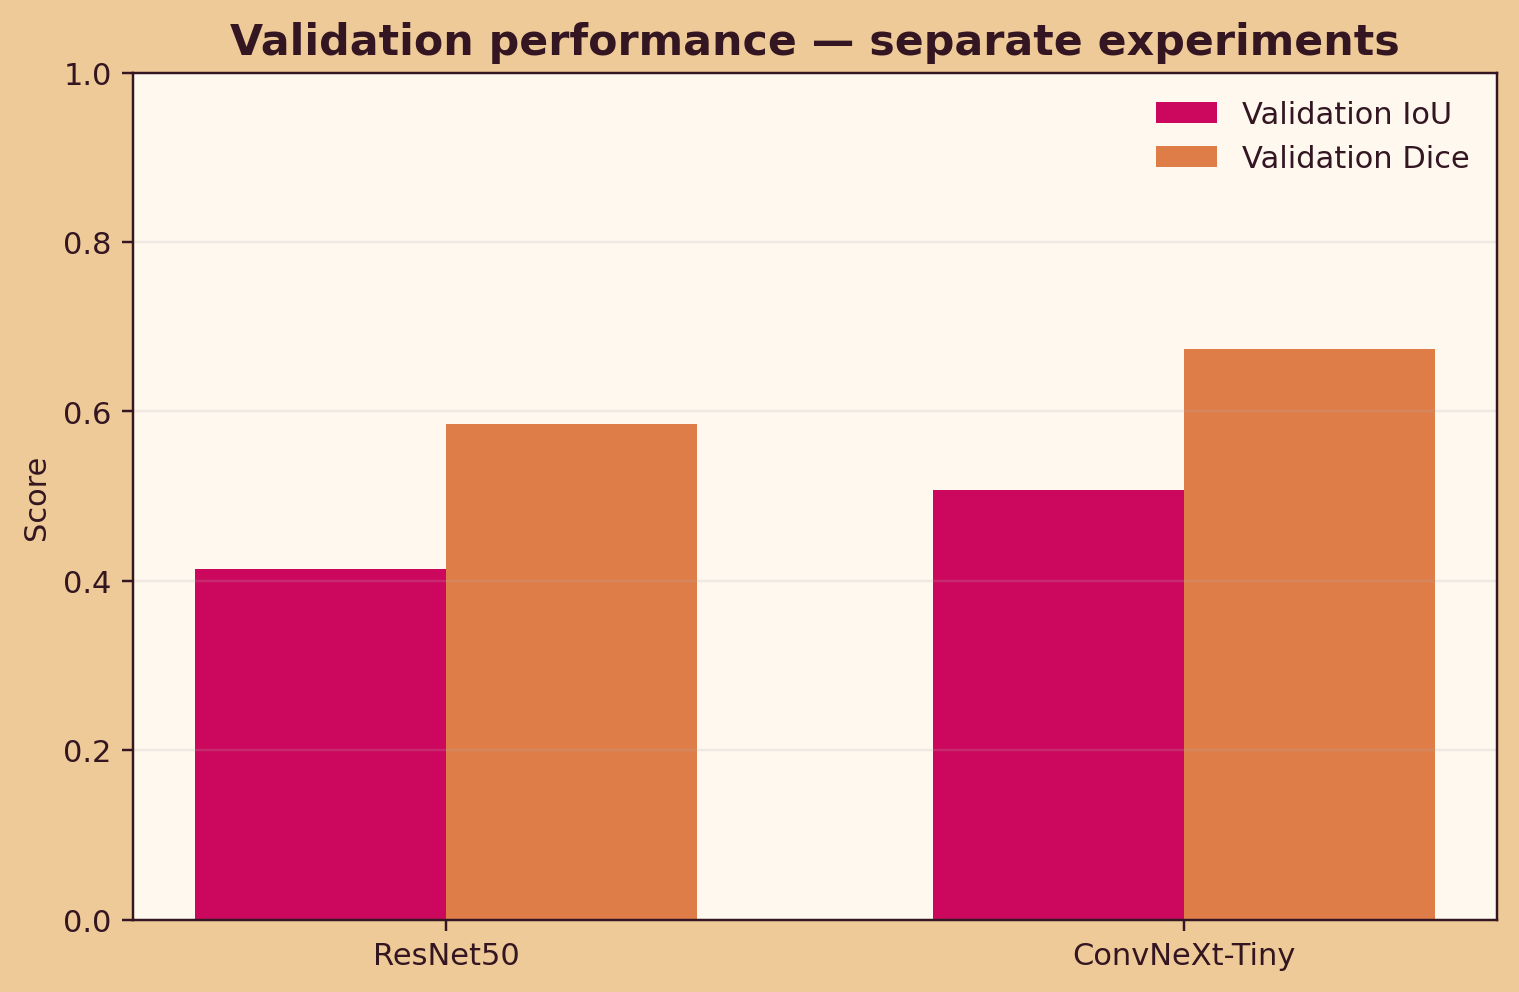 Validation performance — separate experiments
Validation IoU
Validation Dice
Score
1.0
0.8
0.6
0.4
0.2
0.0
ResNet50
ConvNeXt-Tiny